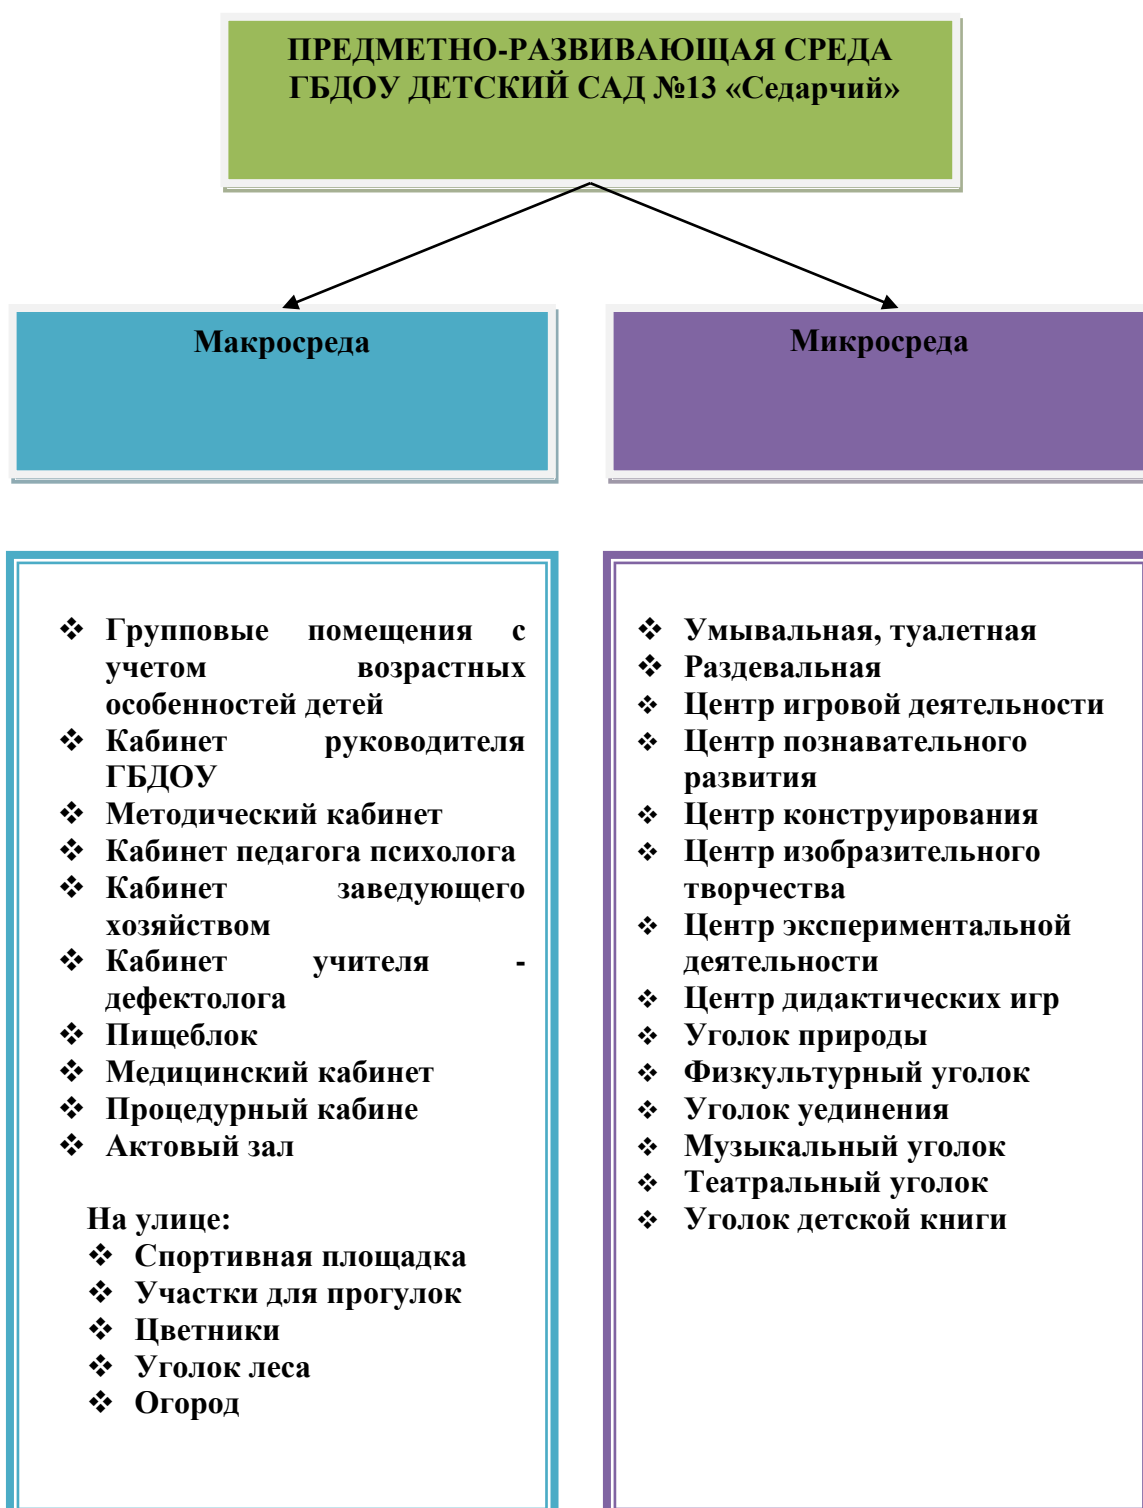 ПРЕДМЕТНО-РАЗВИВАЮЩАЯ СРЕДА
ГБДОУ ДЕТСКИЙ САД №13 «Седарчий»
Макросреда
Микросреда
❖ Групповые помещения с
учетом возрастных
особенностей детей
❖ Кабинет руководителя
ГБДОУ
❖ Методический кабинет
❖ Кабинет педагога психолога
❖ Кабинет заведующего
хозяйством
❖ Кабинет учителя -
дефектолога
❖ Пищеблок
❖ Медицинский кабинет
❖ Процедурный кабине
❖ Актовый зал
На улице:
❖ Спортивная площадка
❖ Участки для прогулок
❖ Цветники
❖ Уголок леса
❖ Огород
❖ Умывальная, туалетная
❖ Раздевальная
❖ Центр игровой деятельности
❖ Центр познавательного
развития
❖ Центр конструирования
❖ Центр изобразительного
творчества
❖ Центр экспериментальной
деятельности
❖ Центр дидактических игр
❖ Уголок природы
❖ Физкультурный уголок
❖ Уголок уединения
❖ Музыкальный уголок
❖ Театральный уголок
❖ Уголок детской книги